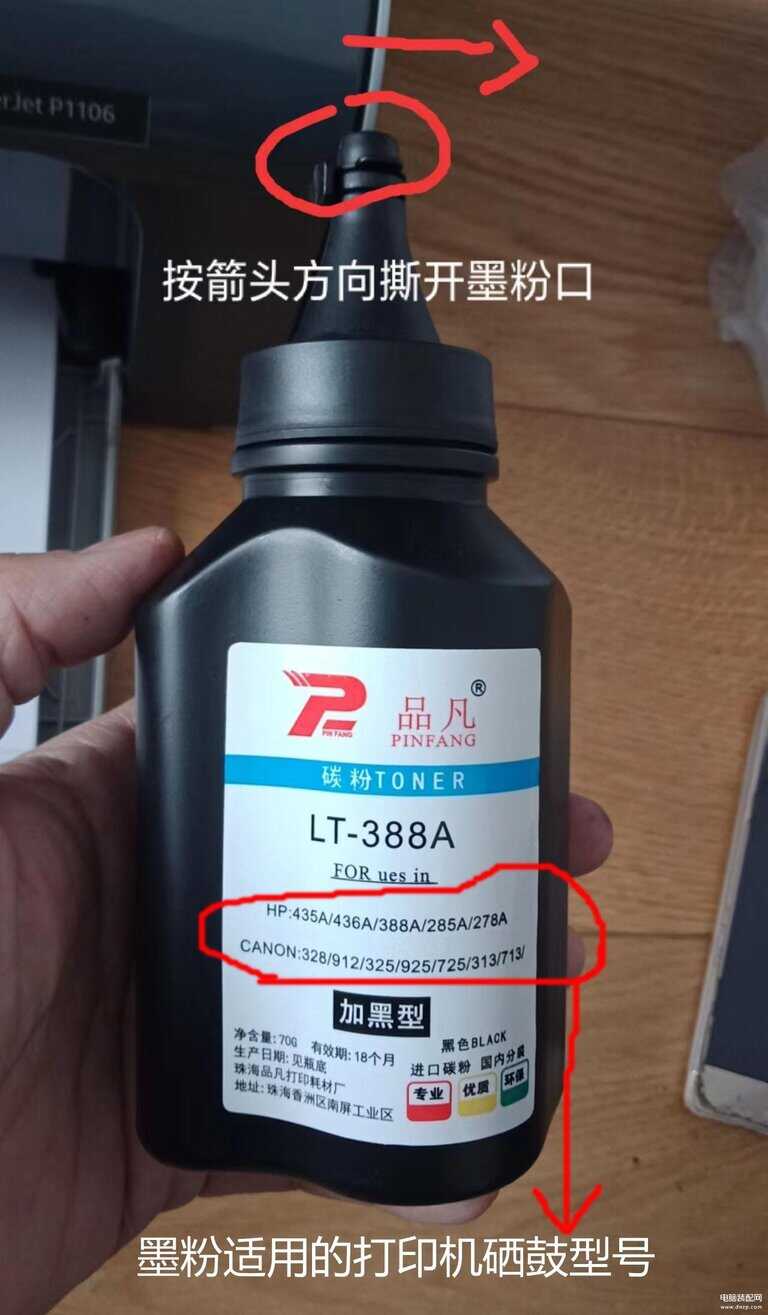 erJet P1106
按箭头方向撕开墨粉口
PIN FANG
品凡®
PINFANG
碳粉TONER
LT-388A
FOR ues in
HP:435A/436A/388A/285A/278A
CANON:328/912/325/925/725/313/713/
加黑型
黑色BLACK
净含量:70G 有效期:18个月
进口碳粉 国内分装
生产日期:见瓶底
珠海品凡打印耗材厂
地址:珠海香洲区南屏工业区
专业
优质
环保
墨粉适用的打印机硒鼓型号
电脑装配网
www.dnzp.com